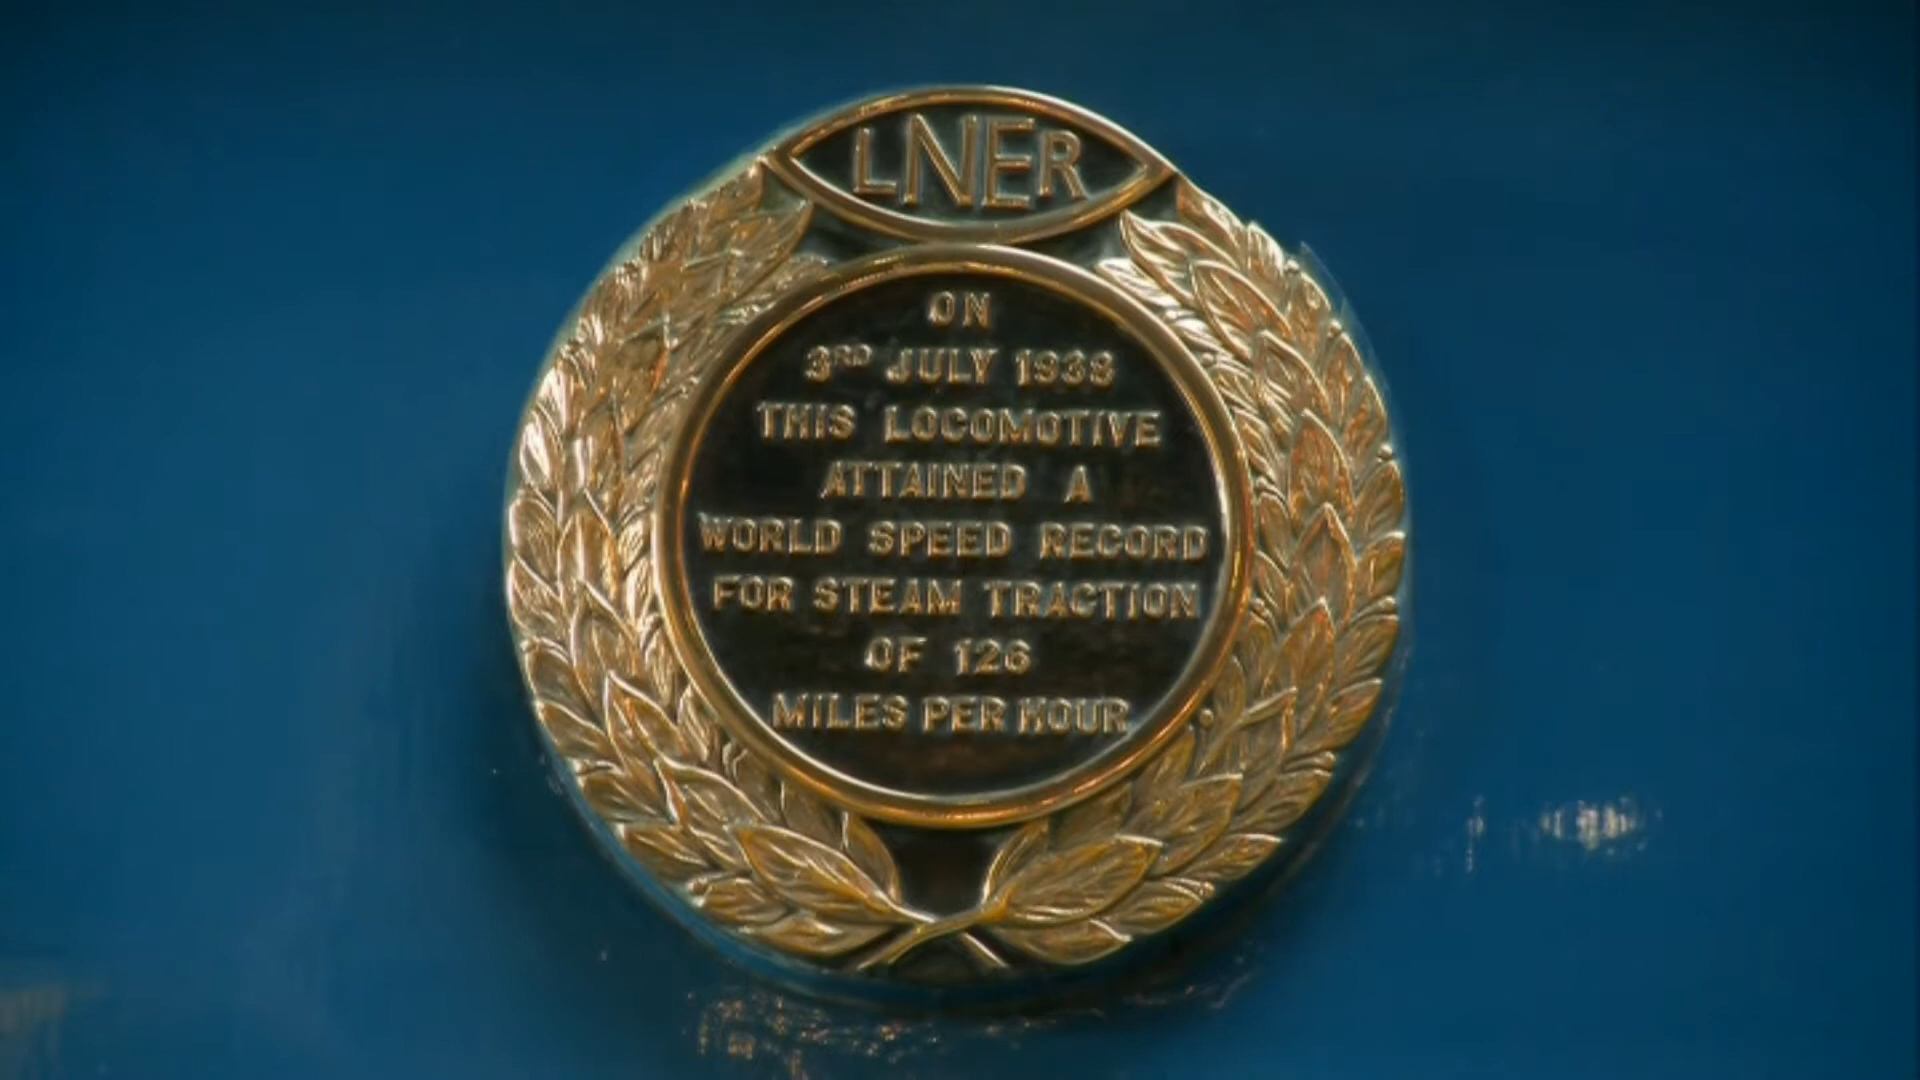 LNER
ON
3RD JULY 1938
THIS LOCOMOTIVE
ATTAINED A
WORLD SPEED RECORD
FOR STEAM TRACTION
OF 126
MILES PER HOUR